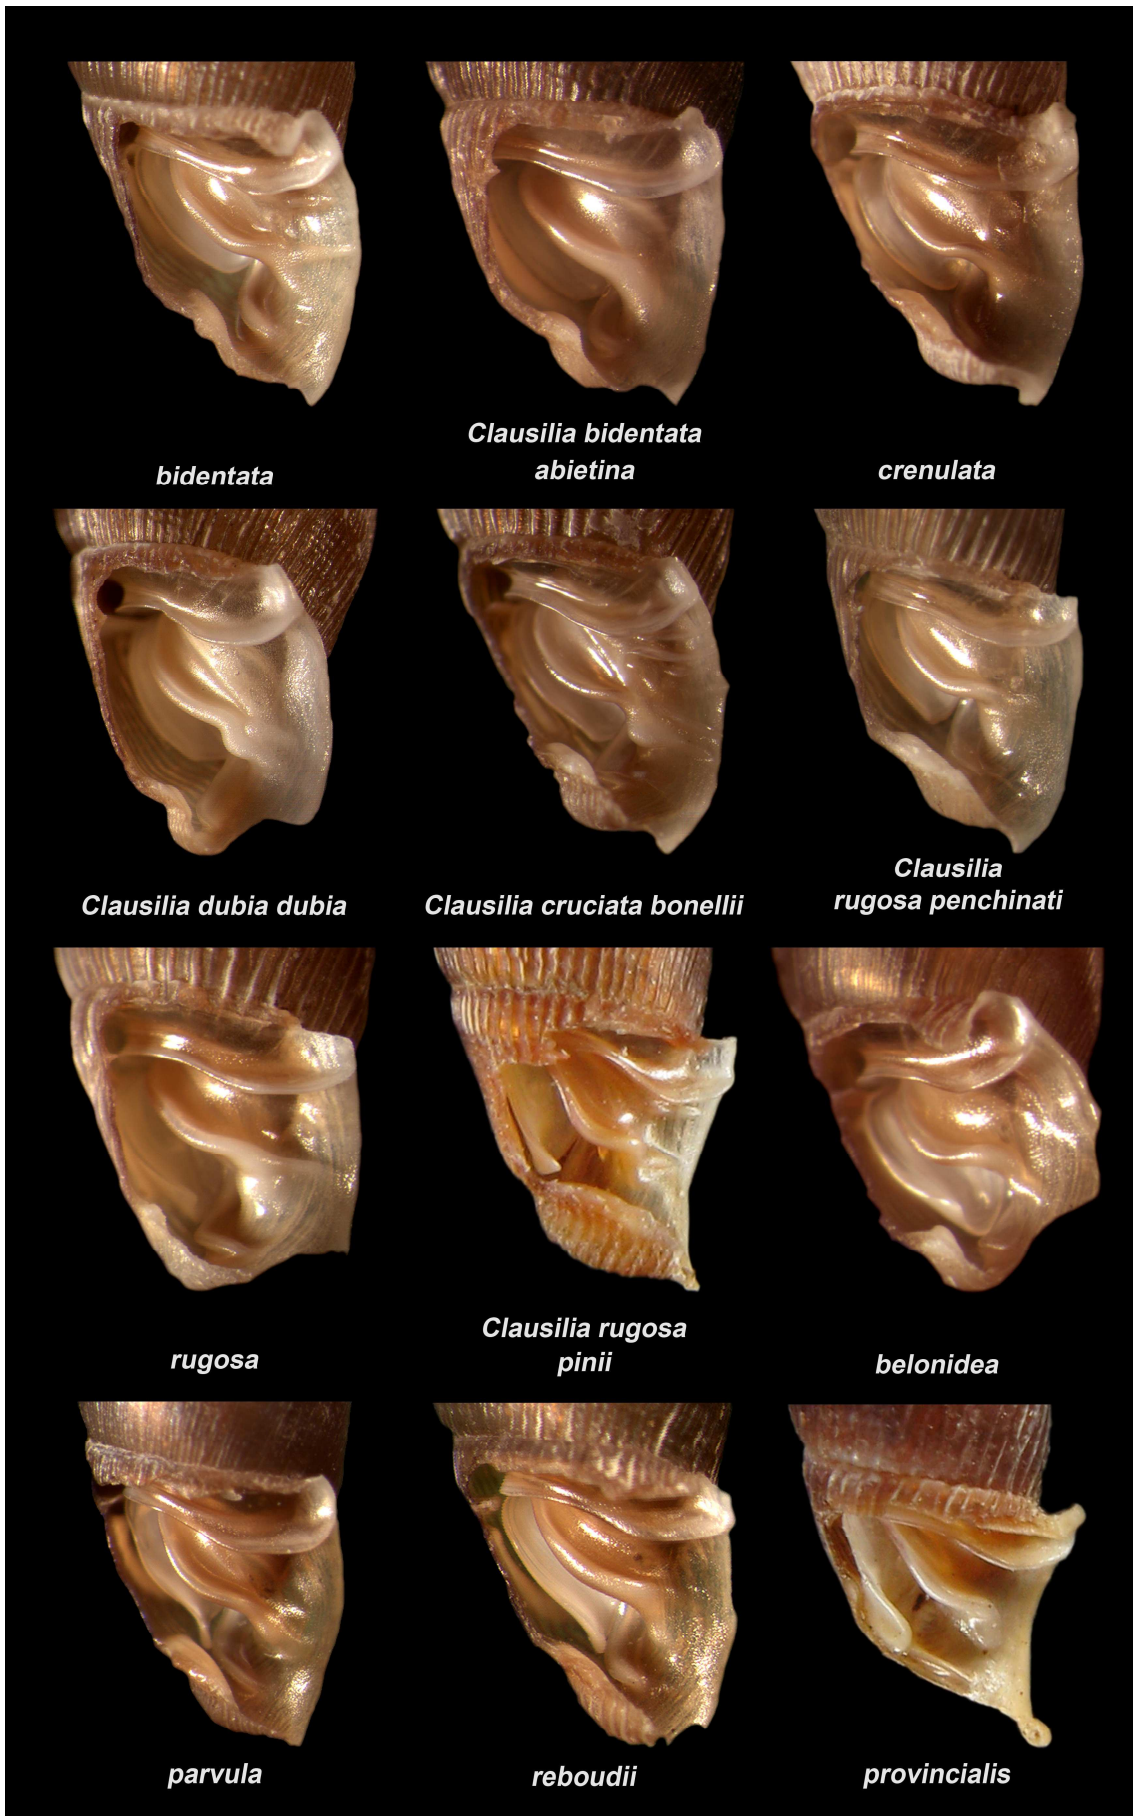 Clausilia bidentata
bidentata
abietina
crenulata
Clausilia dubia dubia
Clausilia cruciata bonellii
Clausilia
rugosa penchinati
rugosa
Clausilia rugosa
pinii
belonidea
parvula
reboudii
provincialis